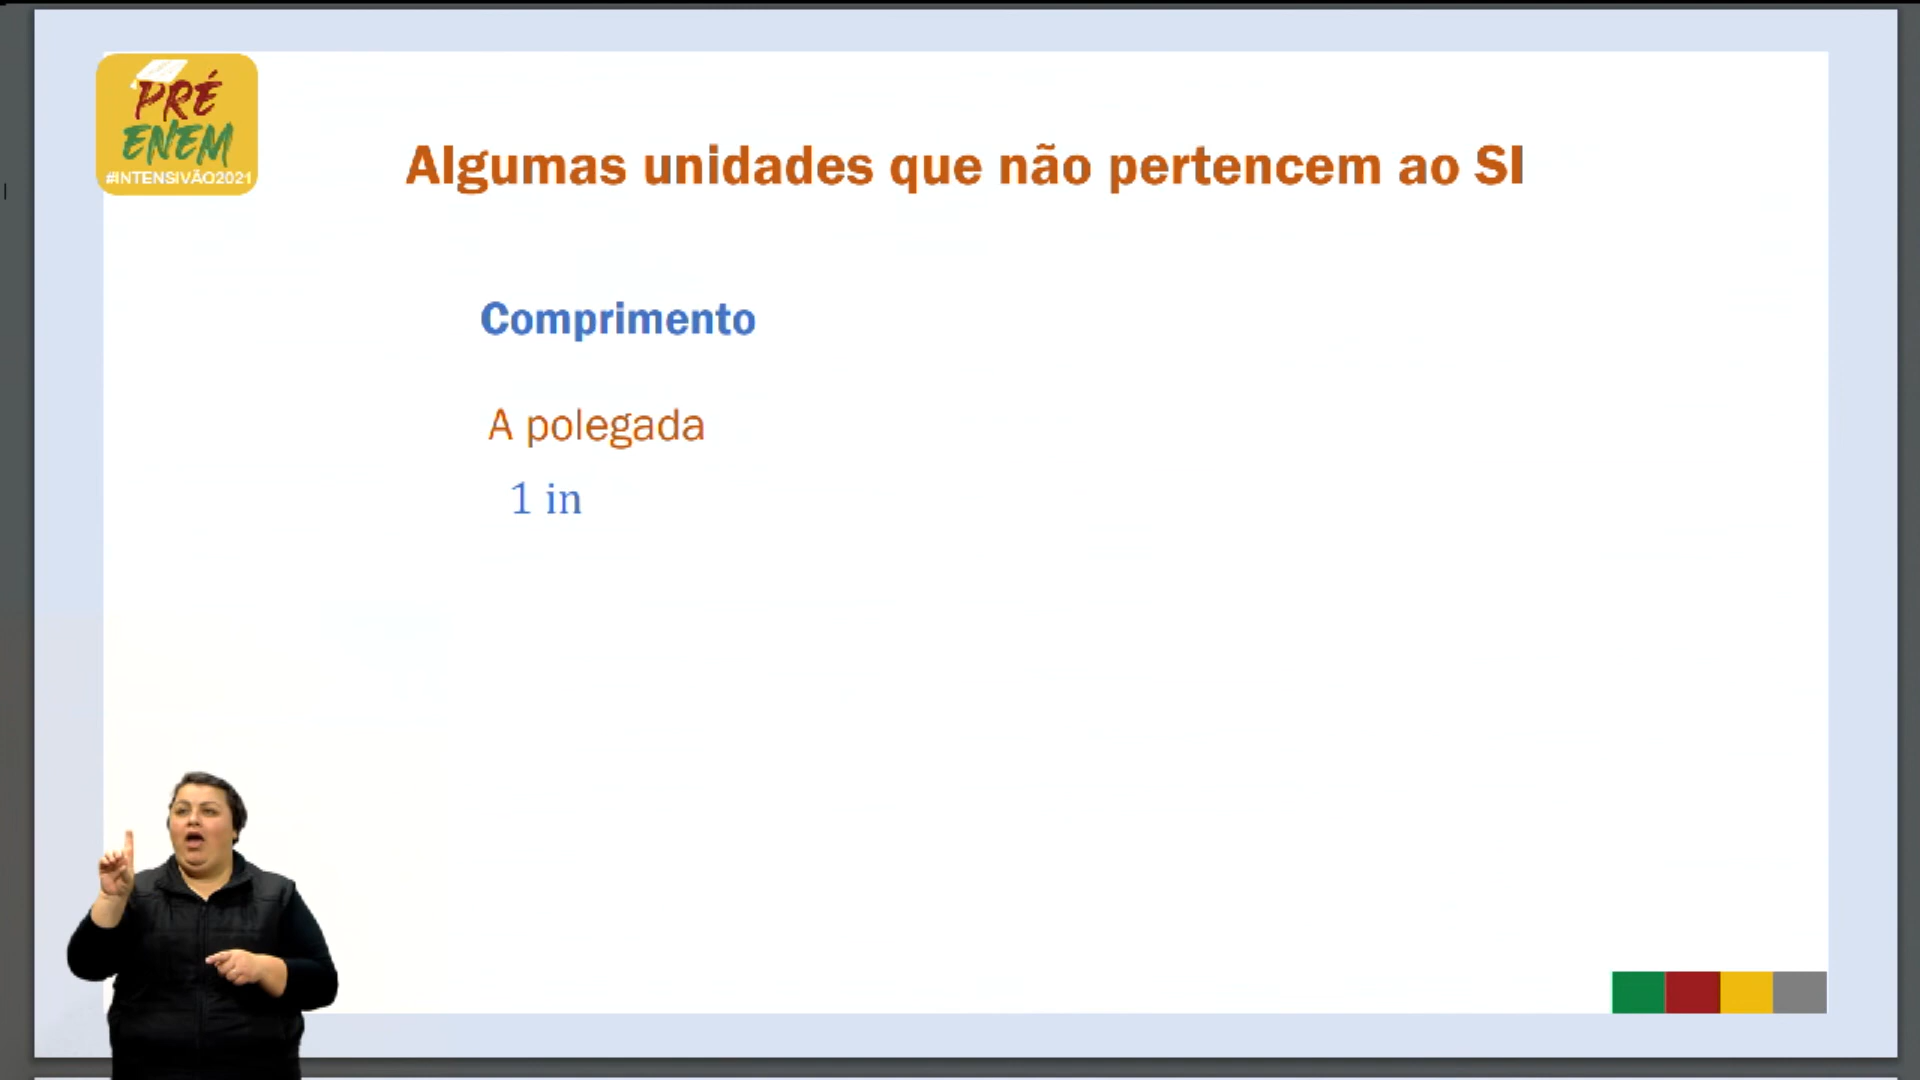 PRÉ
ENEM
#INTENSIVÃO2021
Algumas unidades que não pertencem ao SI
Comprimento
A polegada
1 in